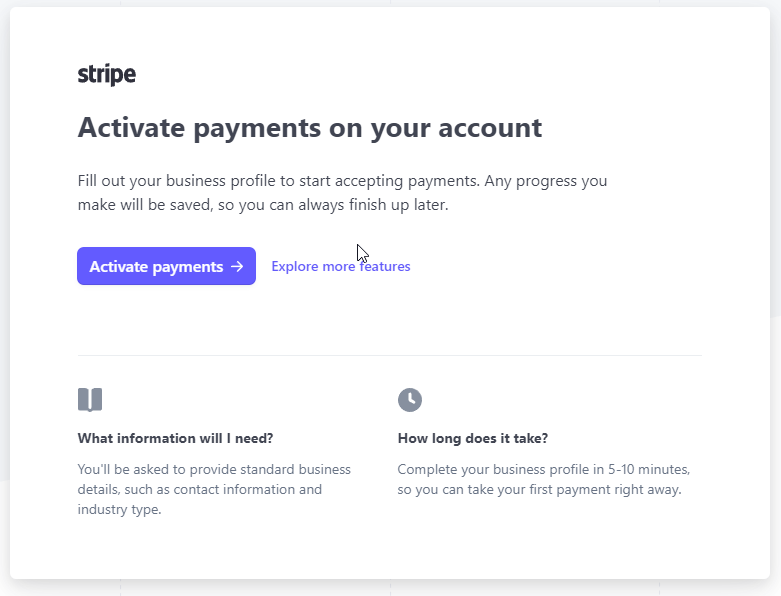 stripe
Activate payments on your account
Fill out your business profile to start accepting payments. Any progress you
make will be saved, so you can always finish up later.
Activate payments → Explore more features
What information will I need?
You'll be asked to provide standard business
details, such as contact information and
industry type.
How long does it take?
Complete your business profile in 5-10 minutes,
so you can take your first payment right away.